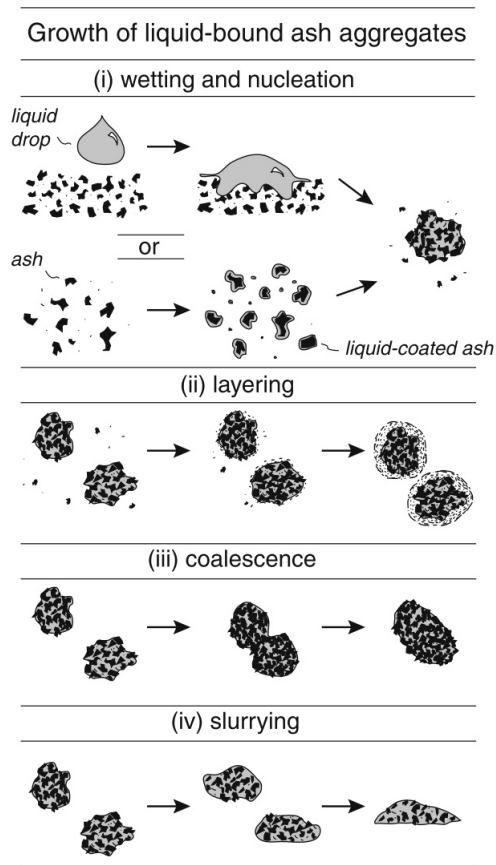 Growth of liquid-bound ash aggregates
(i) wetting and nucleation
liquid
drop
or
ash
liquid-coated ash
(ii) layering
(iii) coalescence
(iv) slurrying